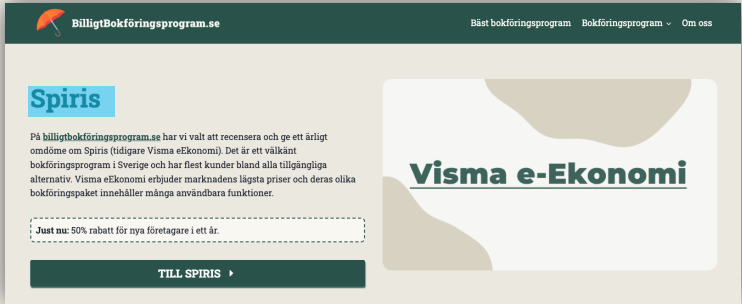 BilligtBokföringsprogram.se
Bäst bokföringsprogram Bokföringsprogram Om oss
Spiris
På billigtbokföringsprogram.se har vi valt att recensera och ge ett ärligt
omdöme om Spiris (tidigare Visma eEkonomi). Det är ett välkänt
bokföringsprogram i Sverige och har flest kunder bland alla tillgängliga
alternativ. Visma eEkonomi erbjuder marknadens lägsta priser och deras olika
bokföringspaket innehåller många användbara funktioner.
Just nu: 50% rabatt för nya företagare i ett år.
TILL SPIRIS
Visma e-Ekonomi